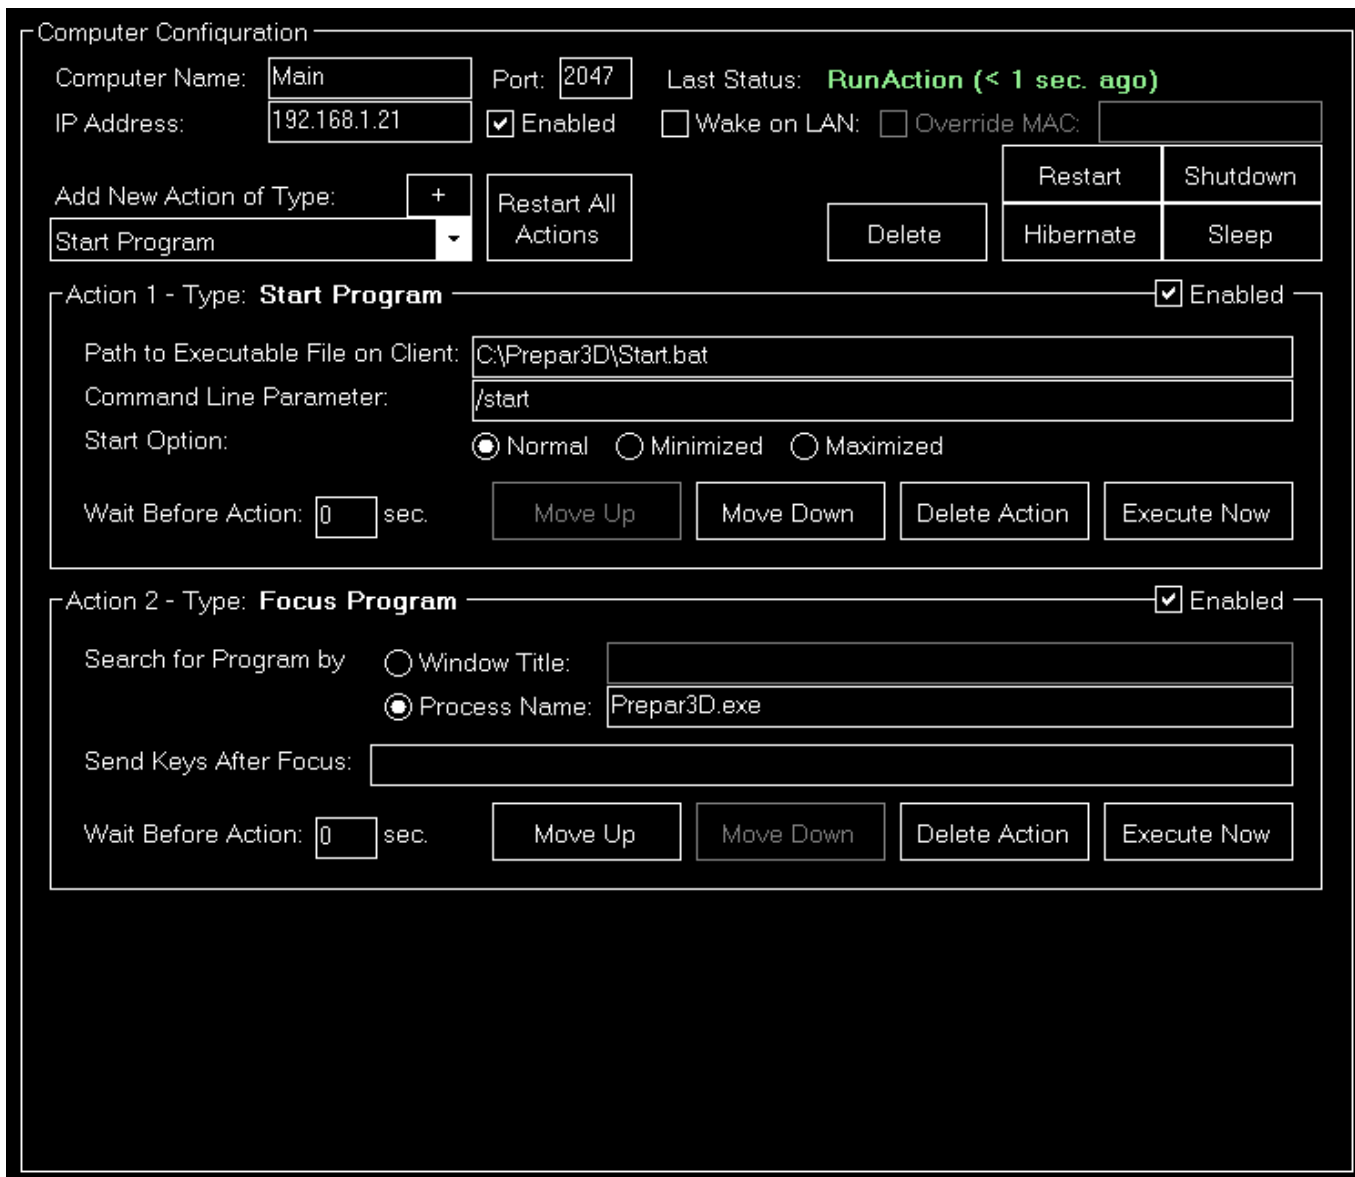 Computer Configuration
Computer Name: Main Port: 2047 Last Status: RunAction (< 1 sec. ago)
IP Address: 192.168.1.21 Enabled Wake on LAN: Override MAC:
Restart Shutdown
Add New Action of Type: + Restart All
Actions
Start Program Delete Hibernate Sleep
Action 1 - Type: Start Program Enabled
Path to Executable File on Client: C:\Prepar3D\Start.bat
Command Line Parameter: /start
Start Option: Normal Minimized Maximized
Wait Before Action: 0 sec. Move Up Move Down Delete Action Execute Now
Action 2 - Type: Focus Program Enabled
Search for Program by Window Title:
Process Name: Prepar3D.exe
Send Keys After Focus:
Wait Before Action: 0 sec. Move Up Move Down Delete Action Execute Now